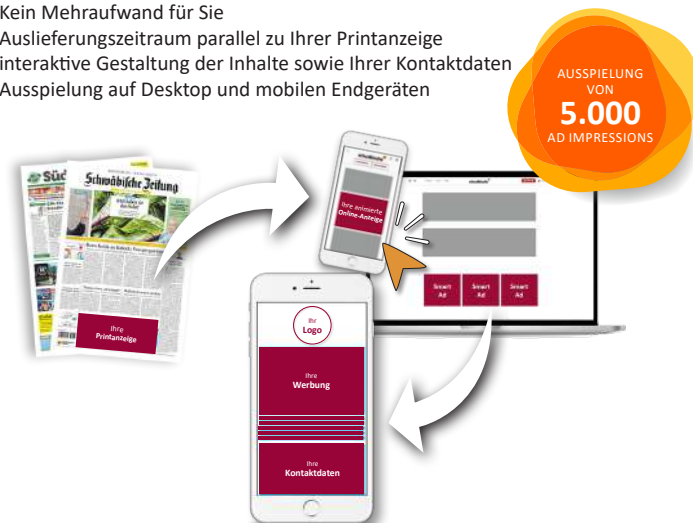 Kein Mehraufwand für Sie
Auslieferungszeitraum parallel zu Ihrer Printanzeige
interaktive Gestaltung der Inhalte sowie Ihrer Kontaktdaten
Ausspielung auf Desktop und mobilen Endgeräten
AUSSPIELUNG
VON
5.000
AD IMPRESSIONS
Süd
Schwäbische Zeitung
Ihre
Printanzeige
Ihre animierte
Online-Anteige
Smart
Ad
Smart
Ad
Smart
Ad
Ihr
Logo
Ihre
Werbung
Ihre
Kontaktdaten